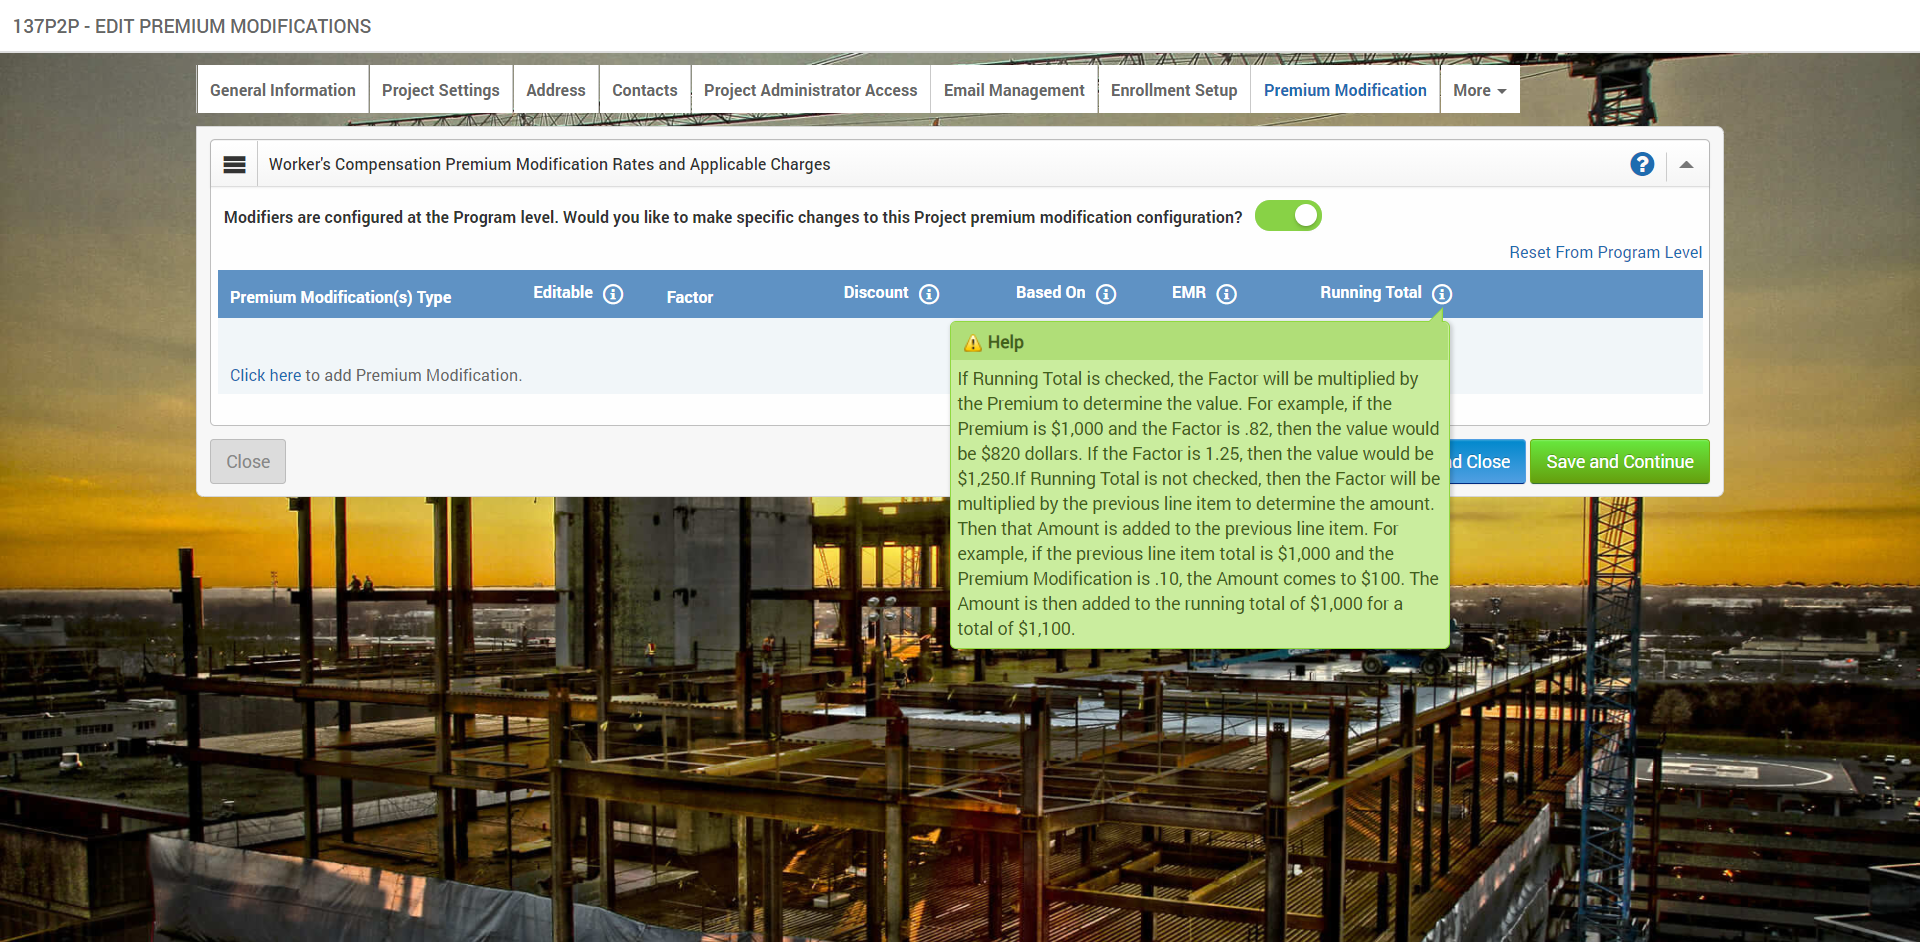 137P2P - EDIT PREMIUM MODIFICATIONS
General Information
Project Settings
Address
Contacts
Project Administrator Access
Email Management
Enrollment Setup
Premium Modification
More
Worker's Compensation Premium Modification Rates and Applicable Charges
?
Modifiers are configured at the Program level. Would you like to make specific changes to this Project premium modification configuration?
Reset From Program Level
Premium Modification(s) Type
Editable
Factor
Discount
Based On
EMR
Running Total
Click here to add Premium Modification.
Help
If Running Total is checked, the Factor will be multiplied by
the Premium to determine the value. For example, if the
Premium is $1,000 and the Factor is .82, then the value would
be $820 dollars. If the Factor is 1.25, then the value would be
$1,250.If Running Total is not checked, then the Factor will be
multiplied by the previous line item to determine the amount.
Then that Amount is added to the previous line item. For
example, if the previous line item total is $1,000 and the
Premium Modification is .10, the Amount comes to $100. The
Amount is then added to the running total of $1,000 for a
total of $1,100.
Close
d Close
Save and Continue